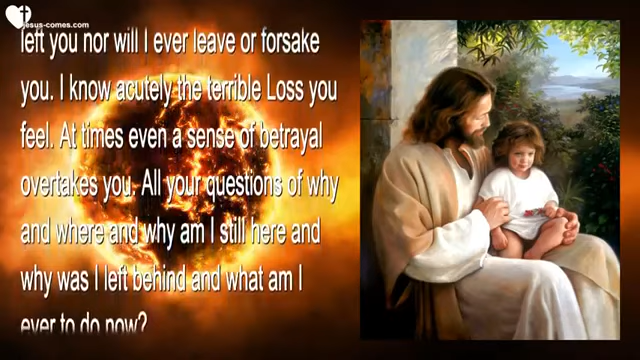 jesus-comes.com
left you nor will I ever leave or forsake
you. I know acutely the terrible Loss you
feel. At times even a sense of betrayal
overtakes you. All your questions of why
and where and why am I still here and
why was I left behind and what am I
ever to do now?